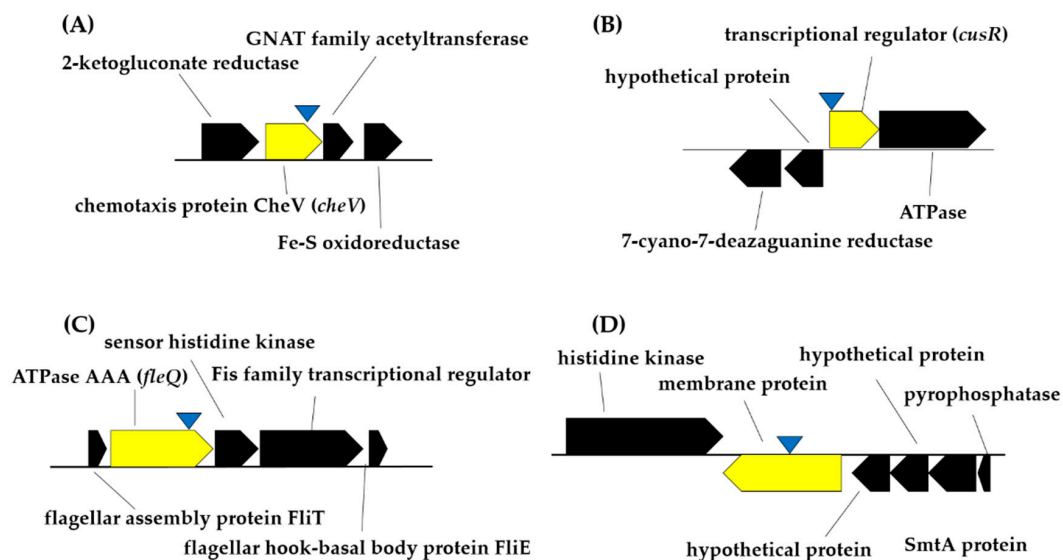 (A)
GNAT family acetyltransferase
2-ketogluconate reductase
chemotaxis protein CheV (cheV)
Fe-S oxidoreductase
(B)
transcriptional regulator (cusR)
hypothetical protein
ATPase
7-cyano-7-deazaguanine reductase
(C)
sensor histidine kinase
ATPase AAA (fleQ)
Fis family transcriptional regulator
flagellar assembly protein FliT
flagellar hook-basal body protein FliE
(D)
histidine kinase
hypothetical protein
membrane protein
pyrophosphatase
hypothetical protein
SmtA protein